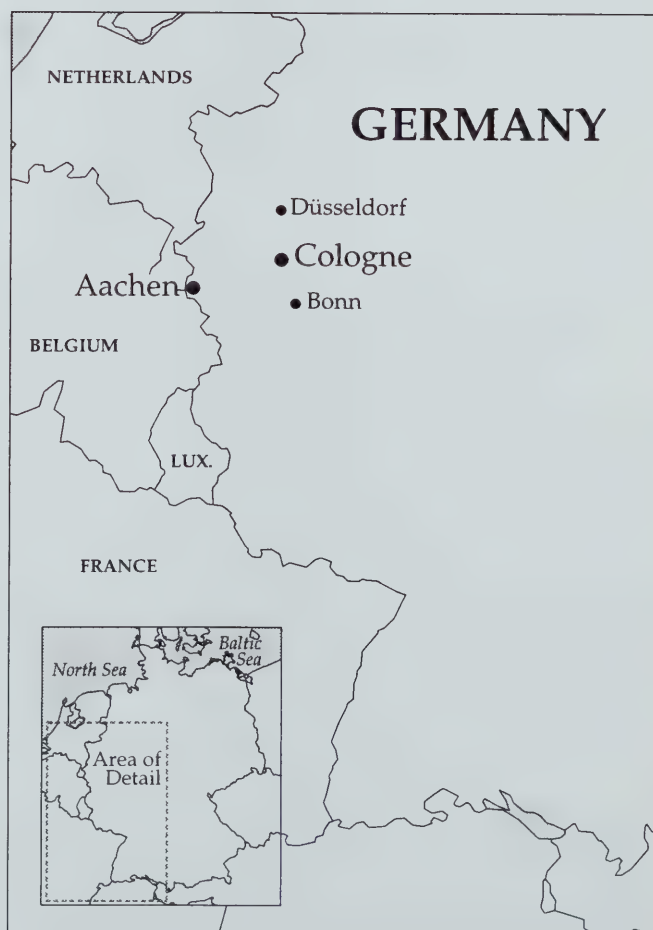 NETHERLANDS
GERMANY
Düsseldorf
Cologne
Aachen
Bonn
BELGIUM
LUX.
FRANCE
Baltic
Sea
North Sea
Area of
Detail